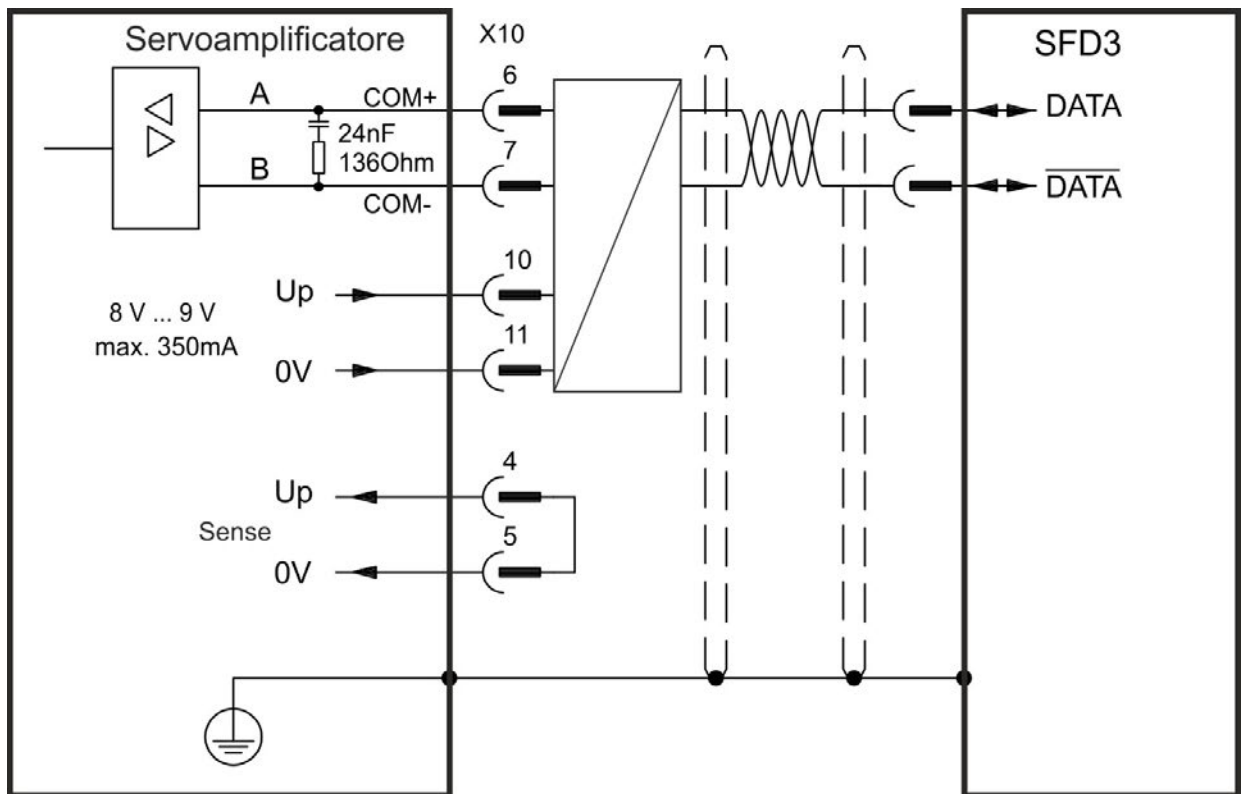 Servoamplificatore
X10
SFD3
6
A
COM+
DATA
24nF
136Ohm
7
B
COM-
DATA
10
Up
8 V ... 9 V
max. 350mA
11
0V
4
Up
Sense
5
0V